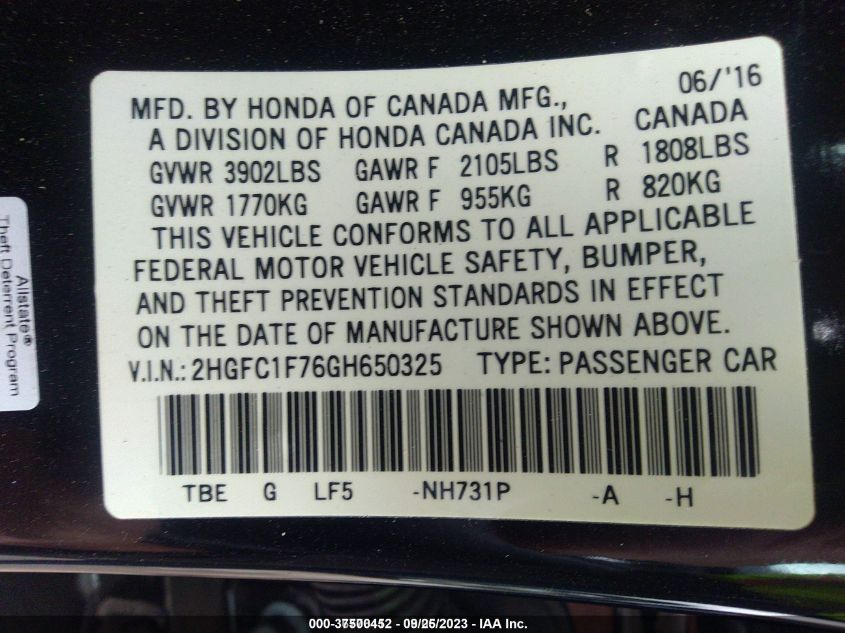 06/'16
MFD. BY HONDA OF CANADA MFG.,
A DIVISION OF HONDA CANADA INC. CANADA
GVWR 3902LBS GAWR F 2105LBS R 1808LBS
GVWR 1770KG GAWR F 955KG R 820KG
THIS VEHICLE CONFORMS TO ALL APPLICABLE
FEDERAL MOTOR VEHICLE SAFETY, BUMPER,
AND THEFT PREVENTION STANDARDS IN EFFECT
ON THE DATE OF MANUFACTURE SHOWN ABOVE.
V.I.N.: 2HGFC1F76GH650325 TYPE: PASSENGER CAR
TBE G LF5 -NH731P -A -H
Allstate®
Theft Deterrent Program
09/2023 - IAA Inc.